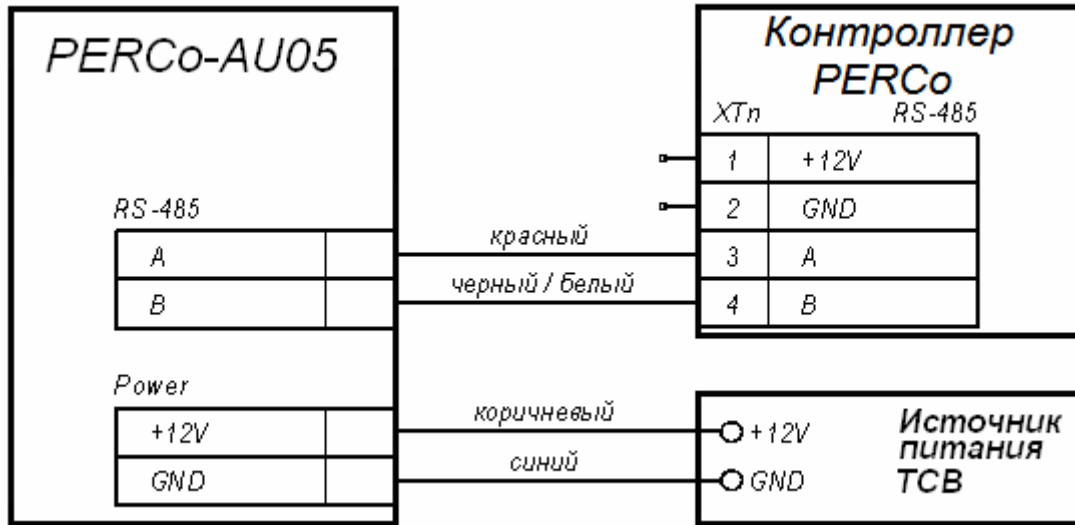 PERCo-AU05
RS-485
A
B
Power
+12V
GND
красный
черный / белый
коричневый
синий
Контроллер
PERCo
XTn RS-485
1 +12V
2 GND
3 A
4 B
+12V
GND
Источник
питания
ТСВ